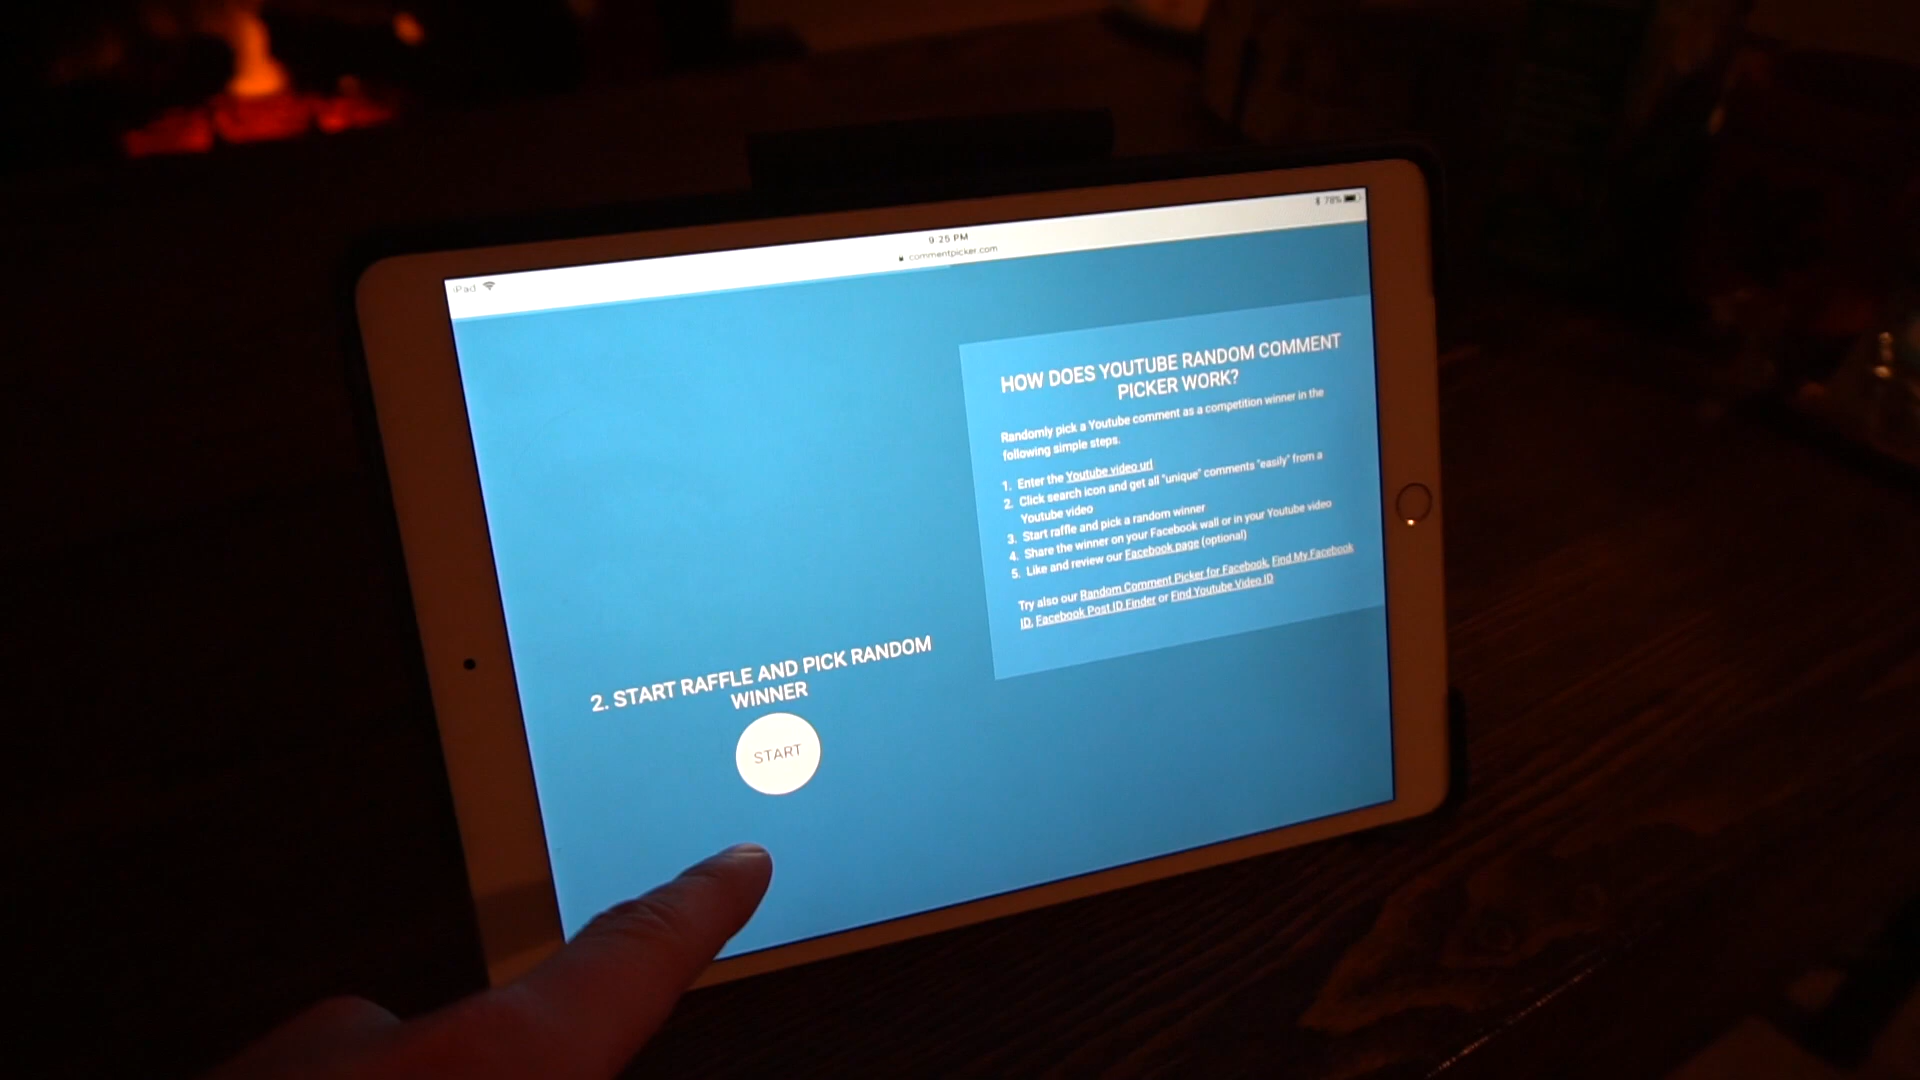 iPad
9:25 PM
78%
commentpicker.com
HOW DOES YOUTUBE RANDOM COMMENT
PICKER WORK?
Randomly pick a Youtube comment as a competition winner in the
following simple steps.
1. Enter the Youtube video url
2. Click search icon and get all "unique" comments "easily" from a
Youtube video
3. Start raffle and pick a random winner
4. Share the winner on your Facebook wall or in your Youtube video
5. Like and review our Facebook page (optional)
Try also our Random Comment Picker for Facebook, Find My Facebook
ID, Facebook Post ID Finder or Find Youtube Video ID
2. START RAFFLE AND PICK RANDOM
WINNER
START